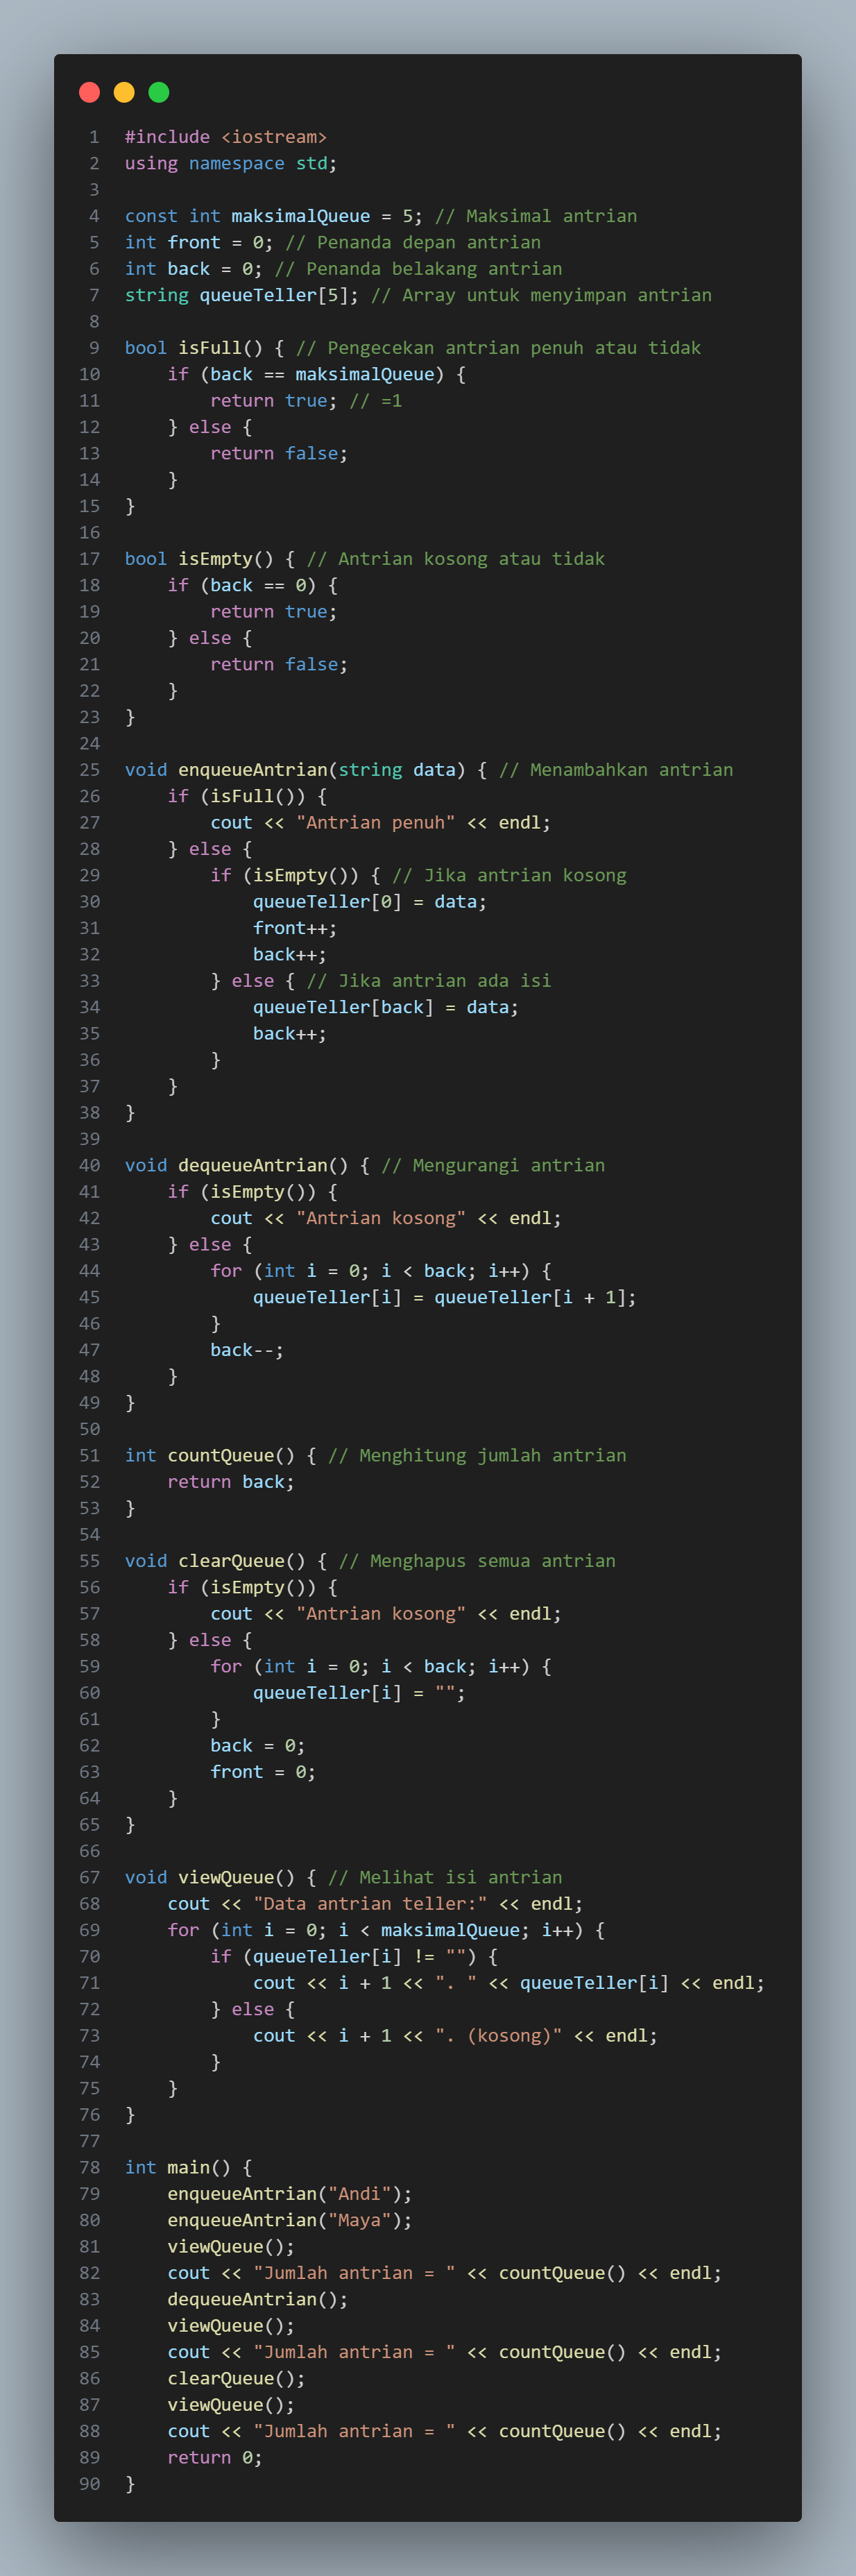 1 #include <iostream>
2 using namespace std;
3
4 const int maksimalQueue = 5; // Maksimal antrian
5 int front = 0; // Penanda depan antrian
6 int back = 0; // Penanda belakang antrian
7 string queueTeller[5]; // Array untuk menyimpan antrian
8
9 bool isFull() { // Pengecekan antrian penuh atau tidak
10     if (back == maksimalQueue) {
11         return true; // =1
12     } else {
13         return false;
14     }
15 }
16
17 bool isEmpty() { // Antrian kosong atau tidak
18     if (back == 0) {
19         return true;
20     } else {
21         return false;
22     }
23 }
24
25 void enqueueAntrian(string data) { // Menambahkan antrian
26     if (isFull()) {
27         cout << "Antrian penuh" << endl;
28     } else {
29         if (isEmpty()) { // Jika antrian kosong
30             queueTeller[0] = data;
31             front++;
32             back++;
33         } else { // Jika antrian ada isi
34             queueTeller[back] = data;
35             back++;
36         }
37     }
38 }
39
40 void dequeueAntrian() { // Mengurangi antrian
41     if (isEmpty()) {
42         cout << "Antrian kosong" << endl;
43     } else {
44         for (int i = 0; i < back; i++) {
45             queueTeller[i] = queueTeller[i + 1];
46         }
47         back--;
48     }
49 }
50
51 int countQueue() { // Menghitung jumlah antrian
52     return back;
53 }
54
55 void clearQueue() { // Menghapus semua antrian
56     if (isEmpty()) {
57         cout << "Antrian kosong" << endl;
58     } else {
59         for (int i = 0; i < back; i++) {
60             queueTeller[i] = "";
61         }
62         back = 0;
63         front = 0;
64     }
65 }
66
67 void viewQueue() { // Melihat isi antrian
68     cout << "Data antrian teller:" << endl;
69     for (int i = 0; i < maksimalQueue; i++) {
70         if (queueTeller[i] != "") {
71             cout << i + 1 << ". " << queueTeller[i] << endl;
72         } else {
73             cout << i + 1 << ". (kosong)" << endl;
74         }
75     }
76 }
77
78 int main() {
79     enqueueAntrian("Andi");
80     enqueueAntrian("Maya");
81     viewQueue();
82     cout << "Jumlah antrian = " << countQueue() << endl;
83     dequeueAntrian();
84     viewQueue();
85     cout << "Jumlah antrian = " << countQueue() << endl;
86     clearQueue();
87     viewQueue();
88     cout << "Jumlah antrian = " << countQueue() << endl;
89     return 0;
90 }